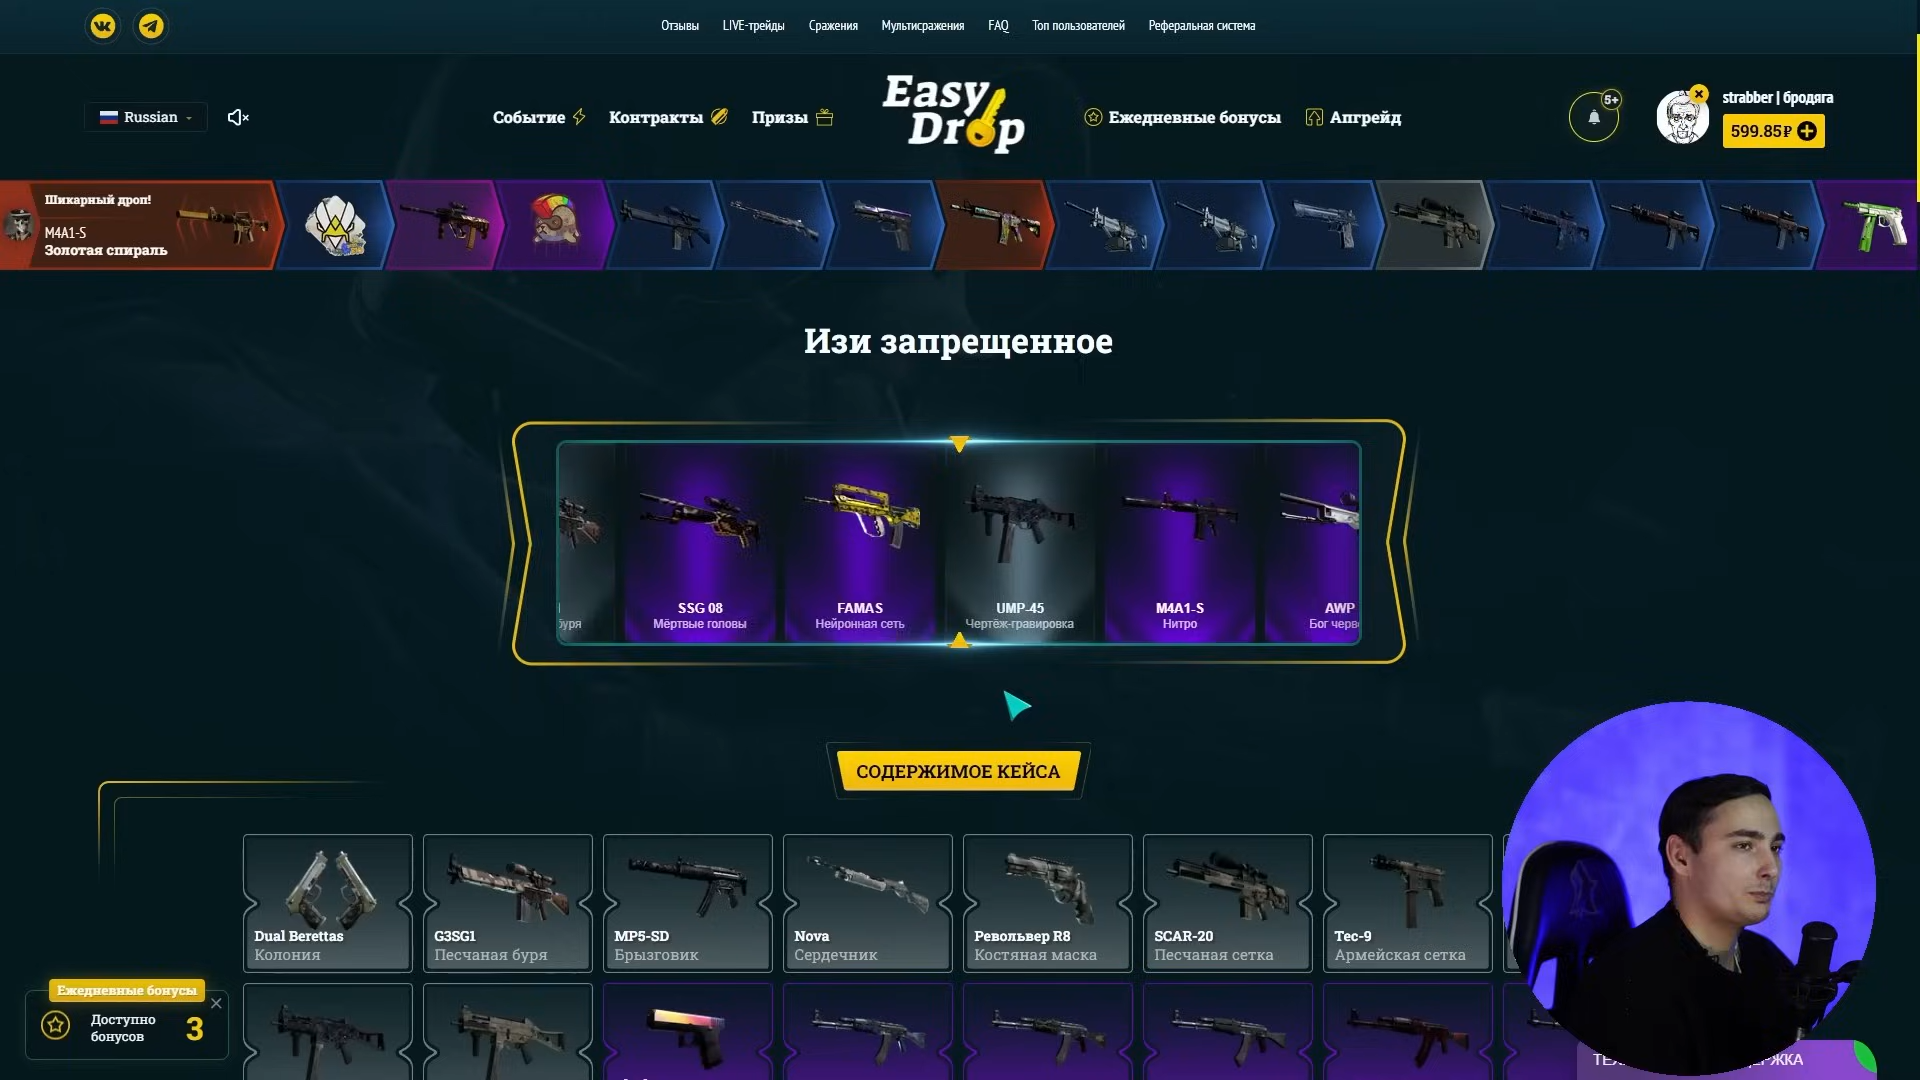 Отзывы
LIVE-трейды
Сражения
Мультисражения
FAQ
Топ пользователей
Реферальная система
Russian
Событие
Контракты
Призы
Easy Drop
Ежедневные бонусы
Апгрейд
5+
strabber | бродяга
599.85₽
Шикарный дроп!
M4A1-S
Золотая спираль
Изи запрещенное
буря
SSG 08
Мёртвые головы
FAMAS
Нейронная сеть
UMP-45
Чертёж-гравировка
M4A1-S
Нитро
AWP
Бог черв
СОДЕРЖИМОЕ КЕЙСА
Dual Berettas
Колония
G3SG1
Песчаная буря
MP5-SD
Брызговик
Nova
Сердечник
Револьвер R8
Костяная маска
SCAR-20
Песчаная сетка
Tec-9
Армейская сетка
Ежедневные бонусы
Доступно
бонусов
3